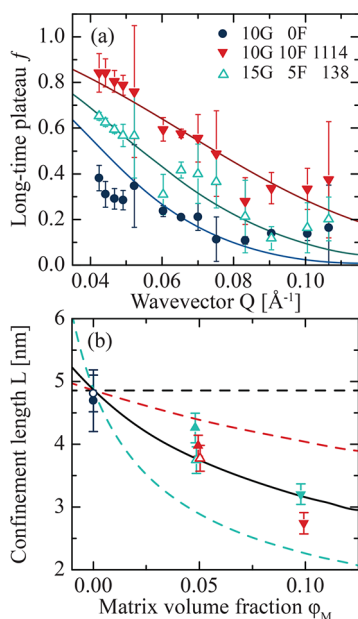 (a)
10G 0F
10G 10F 1114
15G 5F 138
Long-time plateau f
1.0
0.8
0.6
0.4
0.2
0.0
0.04 0.06 0.08 0.10
Wavevector Q [Å⁻¹]
(b)
Confinement length L [nm]
6
5
4
3
2
0.00 0.05 0.10
Matrix volume fraction φM